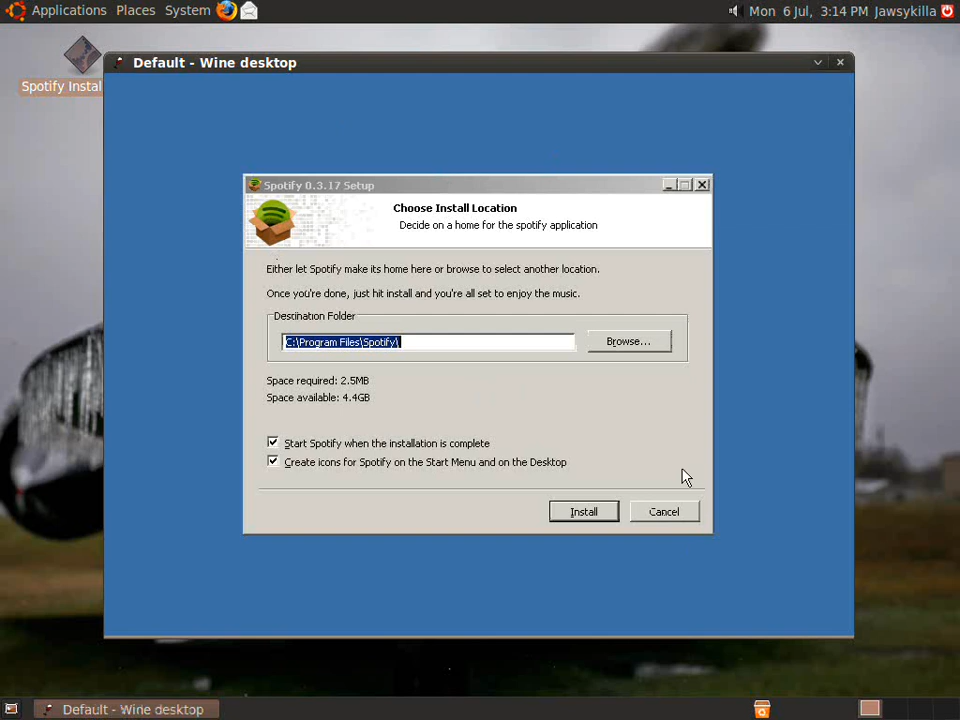 Applications Places System
Mon 6 Jul, 3:14 PM Jawsykilla
Spotify Instal
Default - Wine desktop
Spotify 0.3.17 Setup
Choose Install Location
Decide on a home for the spotify application
Either let Spotify make its home here or browse to select another location.
Once you're done, just hit install and you're all set to enjoy the music.
Destination Folder
C:\Program Files\Spotify\
Browse...
Space required: 2.5MB
Space available: 4.4GB
Start Spotify when the installation is complete
Create icons for Spotify on the Start Menu and on the Desktop
Install Cancel
Default - Wine desktop